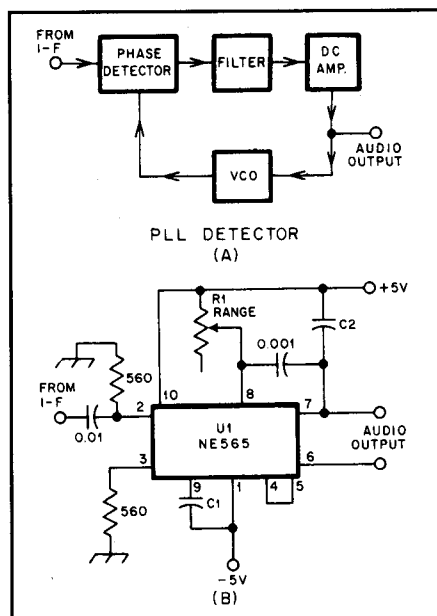 FROM
I-F
PHASE
DETECTOR
FILTER
DC
AMP.
AUDIO
OUTPUT
VCO
PLL DETECTOR
(A)
+5V
R1
RANGE
C2
0.001
560
FROM
I-F
0.01
10
8
2
7
AUDIO
OUTPUT
U1
NE565
3
6
9
1
4
5
560
C1
-5V
(B)